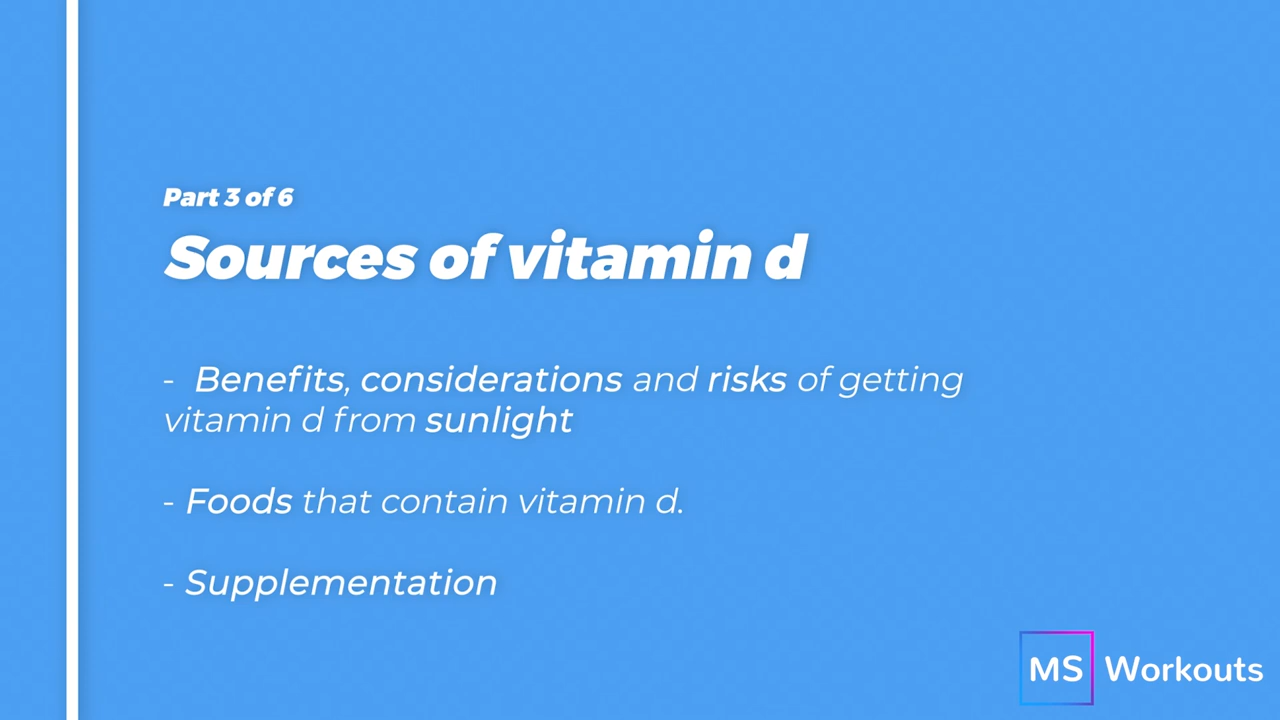 Part 3 of 6
Sources of vitamin d
- Benefits, considerations and risks of getting
vitamin d from sunlight
- Foods that contain vitamin d.
- Supplementation
MS Workouts